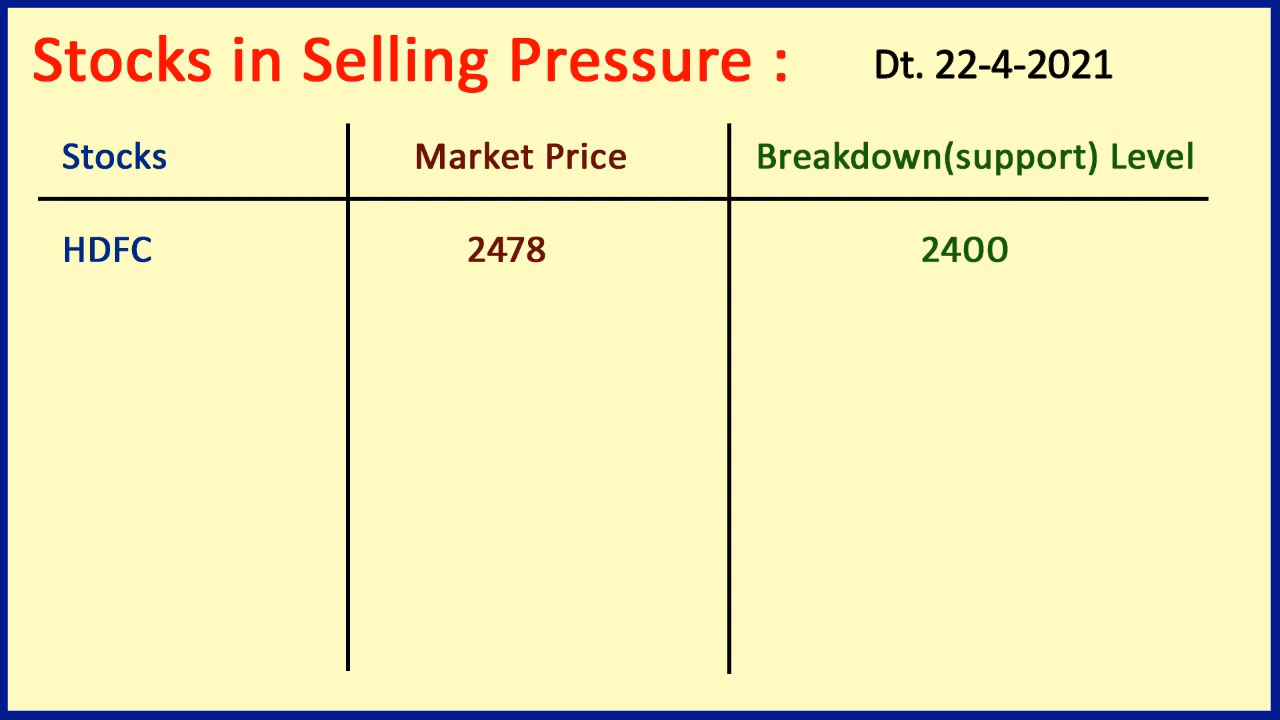 Stocks in Selling Pressure : Dt. 22-4-2021
Stocks Market Price Breakdown(support) Level
HDFC 2478 2400